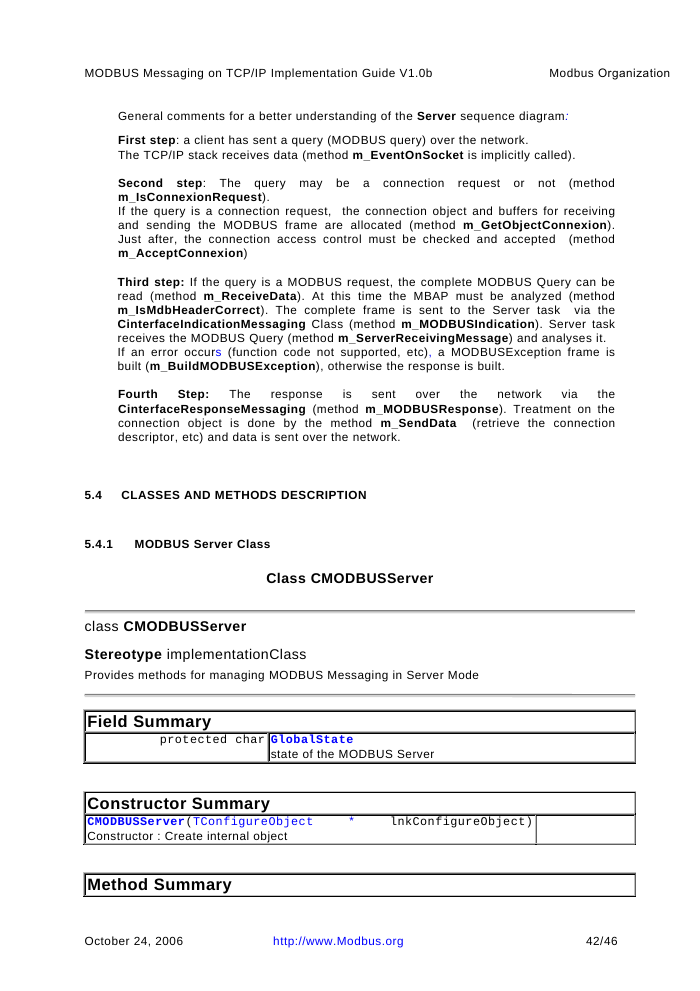 MODBUS Messaging on TCP/IP Implementation Guide V1.0b Modbus Organization
General comments for a better understanding of the Server sequence diagram:
First step: a client has sent a query (MODBUS query) over the network.
The TCP/IP stack receives data (method m_EventOnSocket is implicitly called).
Second step: The query may be a connection request or not (method
m_IsConnexionRequest).
If the query is a connection request, the connection object and buffers for receiving
and sending the MODBUS frame are allocated (method m_GetObjectConnexion).
Just after, the connection access control must be checked and accepted (method
m_AcceptConnexion)
Third step: If the query is a MODBUS request, the complete MODBUS Query can be
read (method m_ReceiveData). At this time the MBAP must be analyzed (method
m_IsMdbHeaderCorrect). The complete frame is sent to the Server task via the
CinterfaceIndicationMessaging Class (method m_MODBUSIndication). Server task
receives the MODBUS Query (method m_ServerReceivingMessage) and analyses it.
If an error occurs (function code not supported, etc), a MODBUSException frame is
built (m_BuildMODBUSException), otherwise the response is built.
Fourth Step: The response is sent over the network via the
CinterfaceResponseMessaging (method m_MODBUSResponse). Treatment on the
connection object is done by the method m_SendData (retrieve the connection
descriptor, etc) and data is sent over the network.
5.4 CLASSES AND METHODS DESCRIPTION
5.4.1 MODBUS Server Class
Class CMODBUSServer
class CMODBUSServer
Stereotype implementationClass
Provides methods for managing MODBUS Messaging in Server Mode
Field Summary
protected char GlobalState
state of the MODBUS Server
Constructor Summary
CMODBUSServer(TConfigureObject * lnkConfigureObject)
Constructor : Create internal object
Method Summary
October 24, 2006 http://www.Modbus.org 42/46